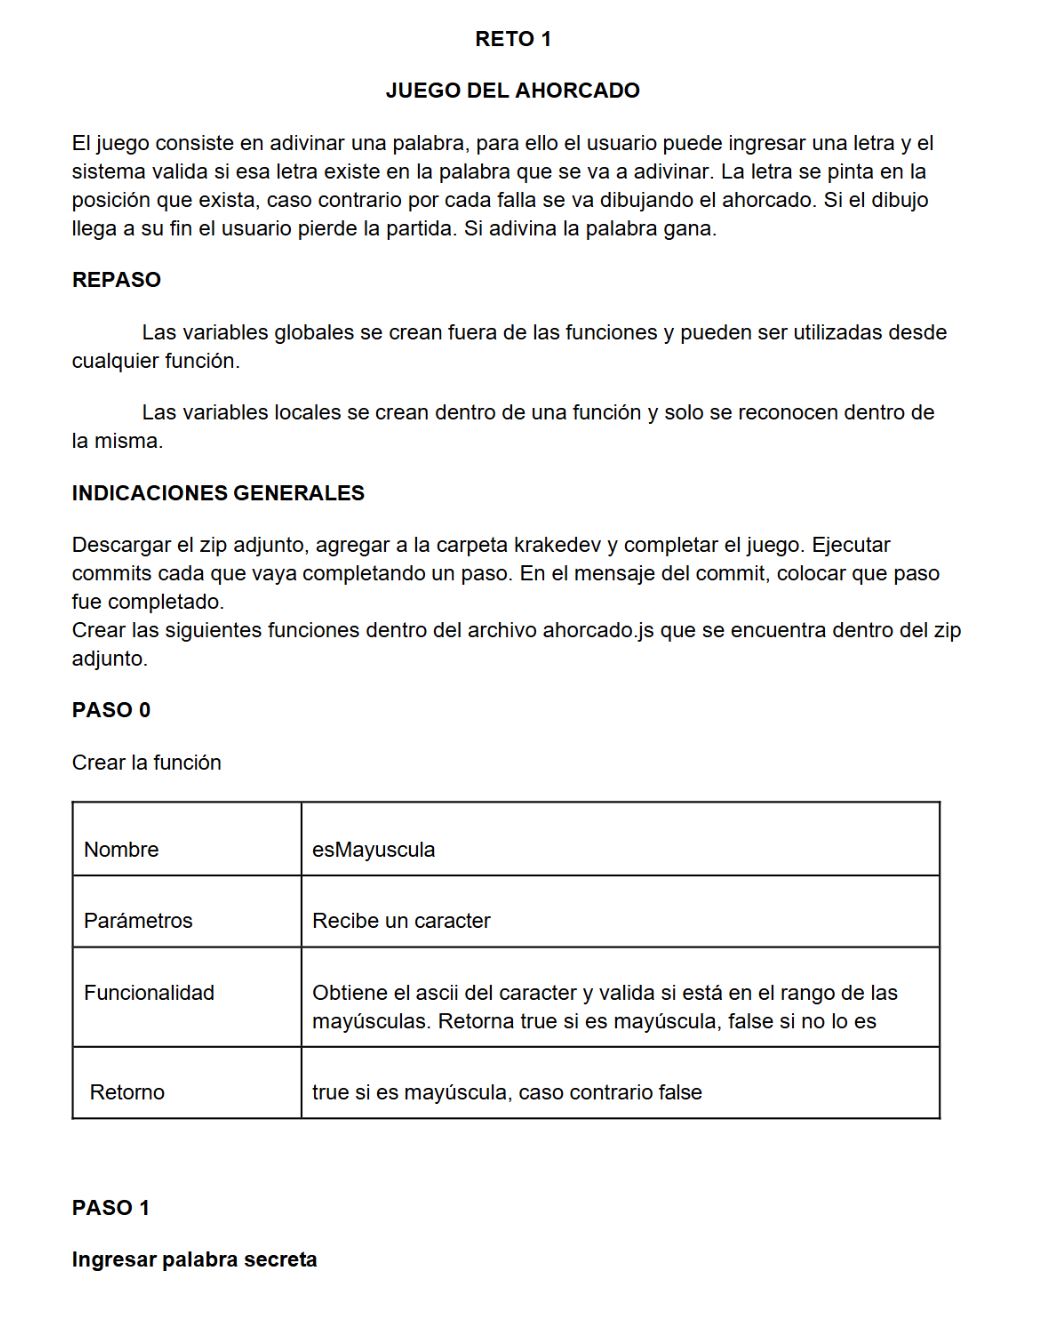 RETO 1
JUEGO DEL AHORCADO
El juego consiste en adivinar una palabra, para ello el usuario puede ingresar una letra y el
sistema valida si esa letra existe en la palabra que se va a adivinar. La letra se pinta en la
posición que exista, caso contrario por cada falla se va dibujando el ahorcado. Si el dibujo
llega a su fin el usuario pierde la partida. Si adivina la palabra gana.
REPASO
Las variables globales se crean fuera de las funciones y pueden ser utilizadas desde
cualquier función.
Las variables locales se crean dentro de una función y solo se reconocen dentro de
la misma.
INDICACIONES GENERALES
Descargar el zip adjunto, agregar a la carpeta krakedev y completar el juego. Ejecutar
commits cada que vaya completando un paso. En el mensaje del commit, colocar que paso
fue completado.
Crear las siguientes funciones dentro del archivo ahorcado.js que se encuentra dentro del zip
adjunto.
PASO 0
Crear la función
Nombre esMayuscula
Parámetros Recibe un caracter
Funcionalidad Obtiene el ascii del caracter y valida si está en el rango de las
mayúsculas. Retorna true si es mayúscula, false si no lo es
Retorno true si es mayúscula, caso contrario false
PASO 1
Ingresar palabra secreta